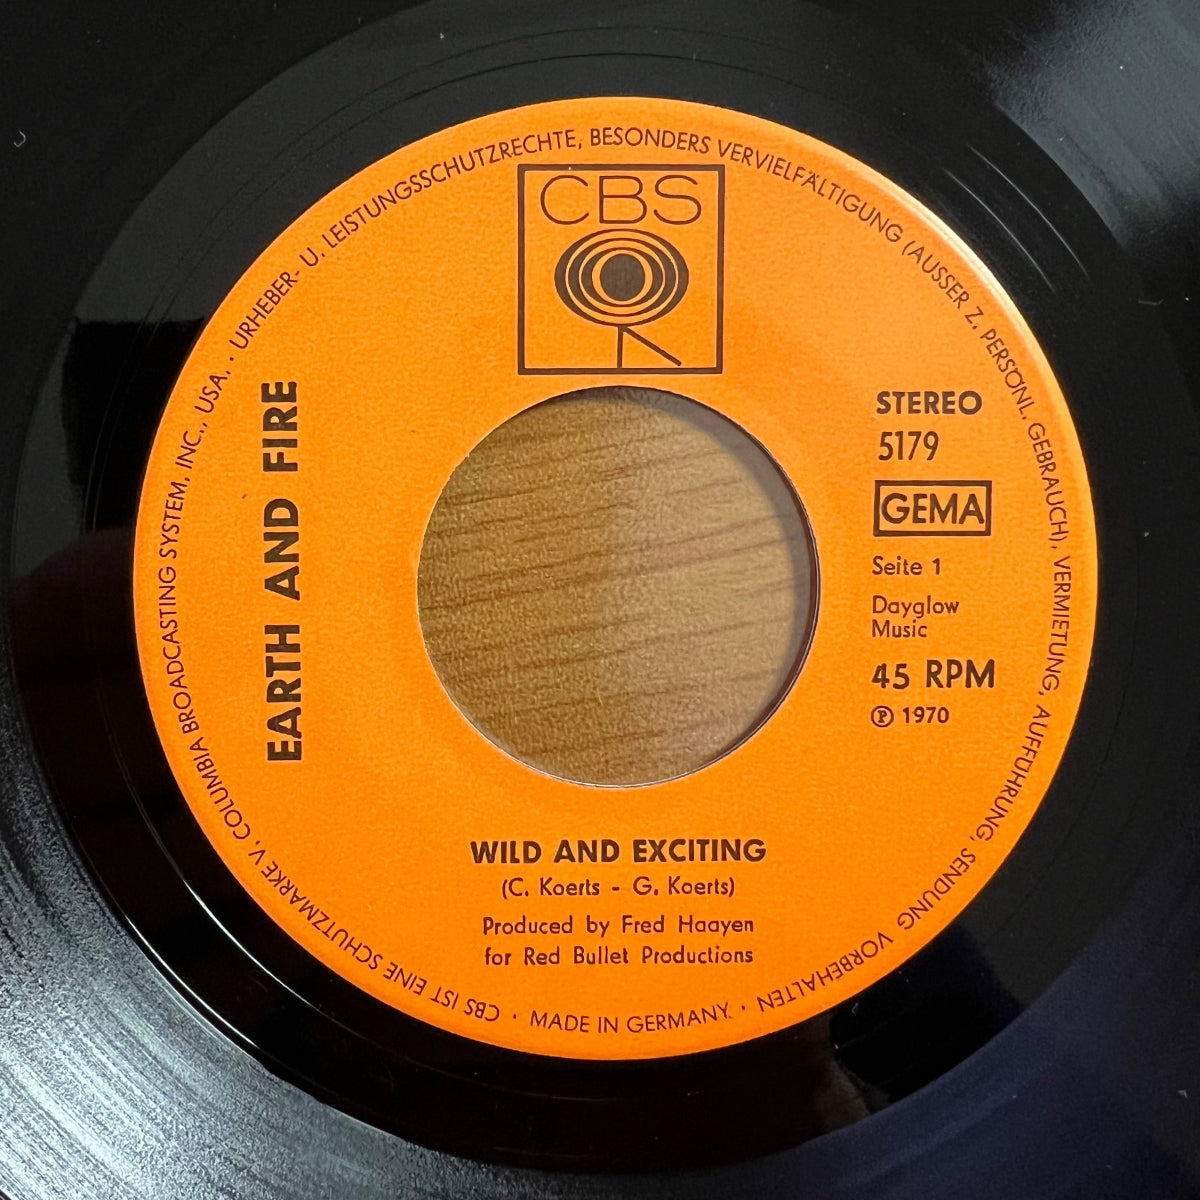 URHEBER- U. LEISTUNGSSCHUTZRECHTE, BESONDERS VERVIELFÄLTIGUNG (AUSSER Z. PERSÖNL. GEBRAUCH), VERMIETUNG, AUFFÜHRUNG, SENDUNG VORBEHALTEN
CBS
EARTH AND FIRE
STEREO
5179
GEMA
Seite 1
Dayglow
Music
45 RPM
Ⓟ 1970
WILD AND EXCITING
(C. Koerts - G. Koerts)
Produced by Fred Haayen
for Red Bullet Productions
· MADE IN GERMANY. ·
CBS IST EINE SCHUTZMARKE V. COLUMBIA BROADCASTING SYSTEM, INC., USA. ·